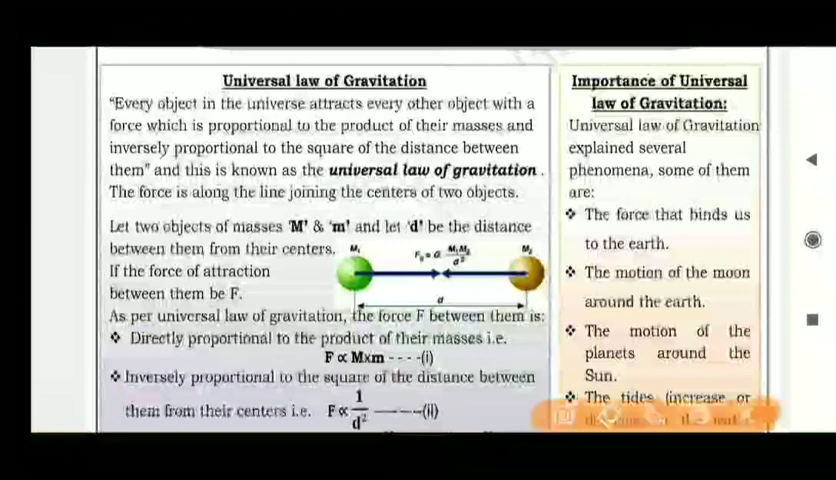 Universal law of Gravitation
"Every object in the universe attracts every other object with a
force which is proportional to the product of their masses and
inversely proportional to the square of the distance between
them" and this is known as the universal law of gravitation .
The force is along the line joining the centers of two objects.
Let two objects of masses 'M' & 'm' and let 'd' be the distance
between them from their centers.
If the force of attraction
between them be F.
M₁ Fg = G M₁M₂/d² M₂
d
As per universal law of gravitation, the force F between them is:
❖ Directly proportional to the product of their masses i.e.
F ∝ Mxm - - - -(i)
❖ Inversely proportional to the square of the distance between
them from their centers i.e. F ∝ 1/d² ------(ii)
Importance of Universal
law of Gravitation:
Universal law of Gravitation
explained several
phenomena, some of them
are:
❖ The force that binds us
to the earth.
❖ The motion of the moon
around the earth.
❖ The motion of the
planets around the
Sun.
❖ The tides (increase or